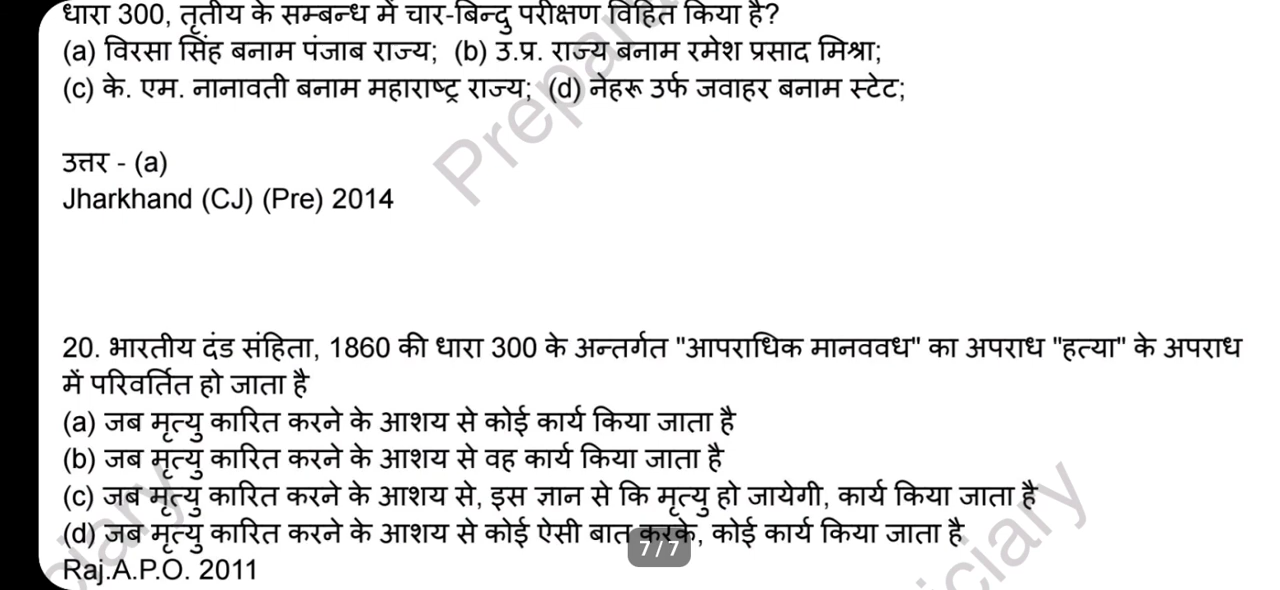 धारा 300, तृतीय के सम्बन्ध में चार-बिन्दु परीक्षण विहित किया है?
(a) विरसा सिंह बनाम पंजाब राज्य; (b) उ.प्र. राज्य बनाम रमेश प्रसाद मिश्रा;
(c) के. एम. नानावती बनाम महाराष्ट्र राज्य; (d) नेहरू उर्फ जवाहर बनाम स्टेट;
उत्तर - (a)
Jharkhand (CJ) (Pre) 2014
20. भारतीय दंड संहिता, 1860 की धारा 300 के अन्तर्गत "आपराधिक मानववध" का अपराध "हत्या" के अपराध
में परिवर्तित हो जाता है
(a) जब मृत्यु कारित करने के आशय से कोई कार्य किया जाता है
(b) जब मृत्यु कारित करने के आशय से वह कार्य किया जाता है
(c) जब मृत्यु कारित करने के आशय से, इस ज्ञान से कि मृत्यु हो जायेगी, कार्य किया जाता है
(d) जब मृत्यु कारित करने के आशय से कोई ऐसी बात करके, कोई कार्य किया जाता है
7/7
Raj.A.P.O. 2011